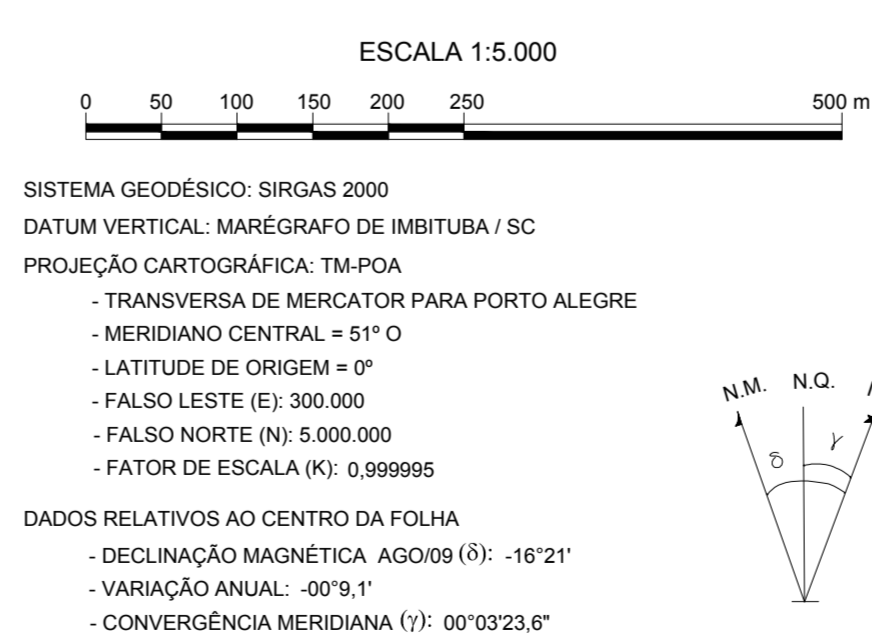 ESCALA 1:5.000
0 50 100 150 200 250 500 m
SISTEMA GEODÉSICO: SIRGAS 2000
DATUM VERTICAL: MARÉGRAFO DE IMBITUBA / SC
PROJEÇÃO CARTOGRÁFICA: TM-POA
- TRANSVERSA DE MERCATOR PARA PORTO ALEGRE
- MERIDIANO CENTRAL = 51º O
- LATITUDE DE ORIGEM = 0º
- FALSO LESTE (E): 300.000
- FALSO NORTE (N): 5.000.000
- FATOR DE ESCALA (K): 0,999995
N.M. N.Q.
δ γ
DADOS RELATIVOS AO CENTRO DA FOLHA
- DECLINAÇÃO MAGNÉTICA AGO/09 (δ): -16°21'
- VARIAÇÃO ANUAL: -00°9,1'
- CONVERGÊNCIA MERIDIANA (γ): 00°03'23,6"